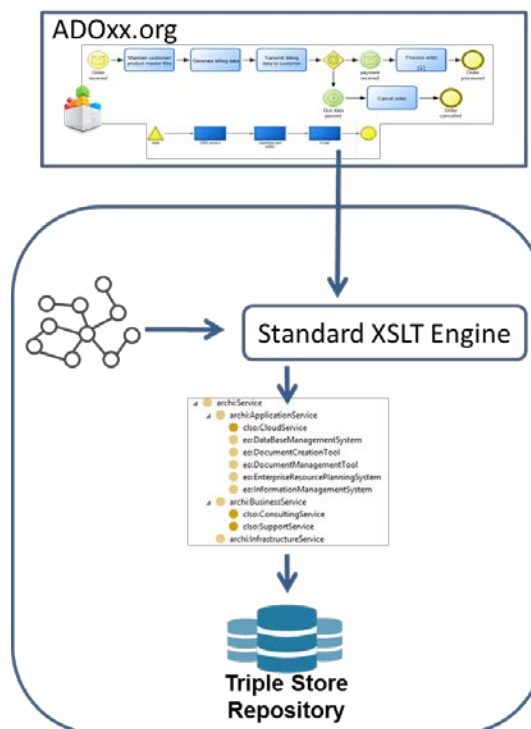 ADOxx.org
Order
received
Maintain customer/
product master files
Generate billing data
Transmit billing
data to customer
payment
received
Process order
Order
processed
Due date
passed
Cancel order
Order
cancelled
Standard XSLT Engine
archi:Service
archi:ApplicationService
clso:CloudService
eo:DataBaseManagementSystem
eo:DocumentCreationTool
eo:DocumentManagementTool
eo:EnterpriseResourcePlanningSystem
eo:InformationManagementSystem
archi:BusinessService
clso:ConsultingService
clso:SupportService
archi:InfrastructureService
Triple Store
Repository